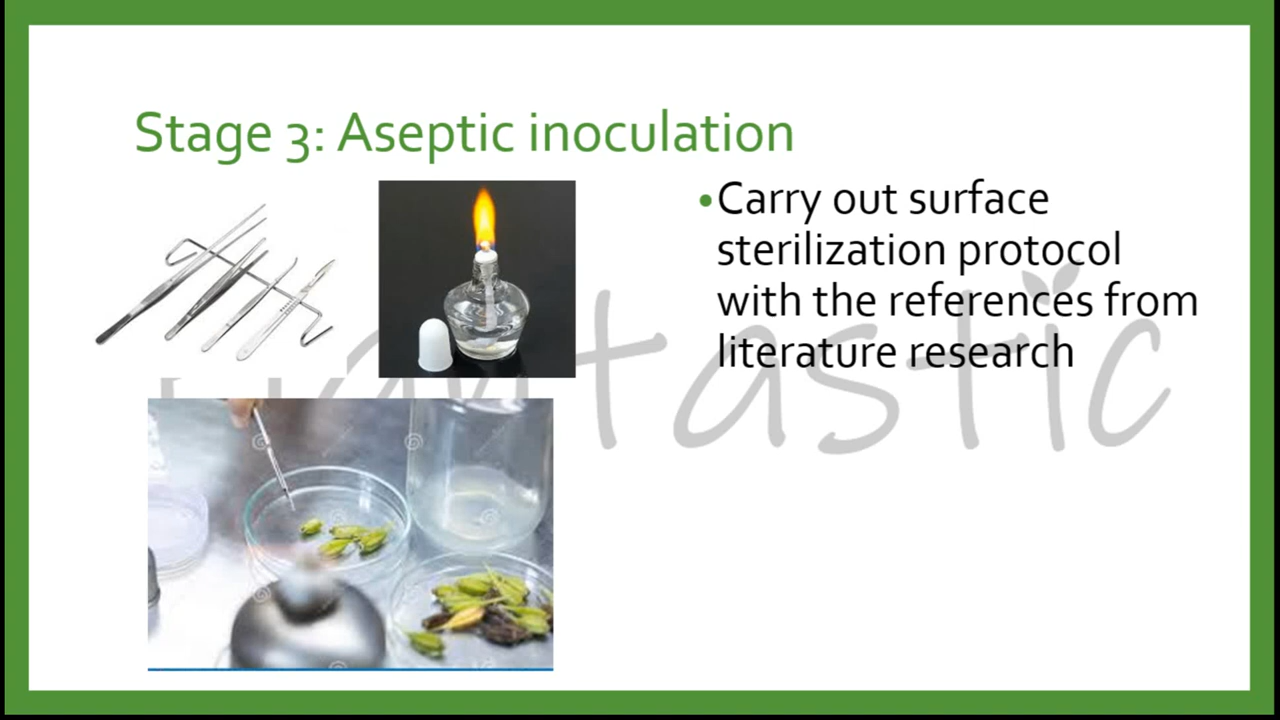 Stage 3: Aseptic inoculation
•Carry out surface
sterilization protocol
with the references from
literature research